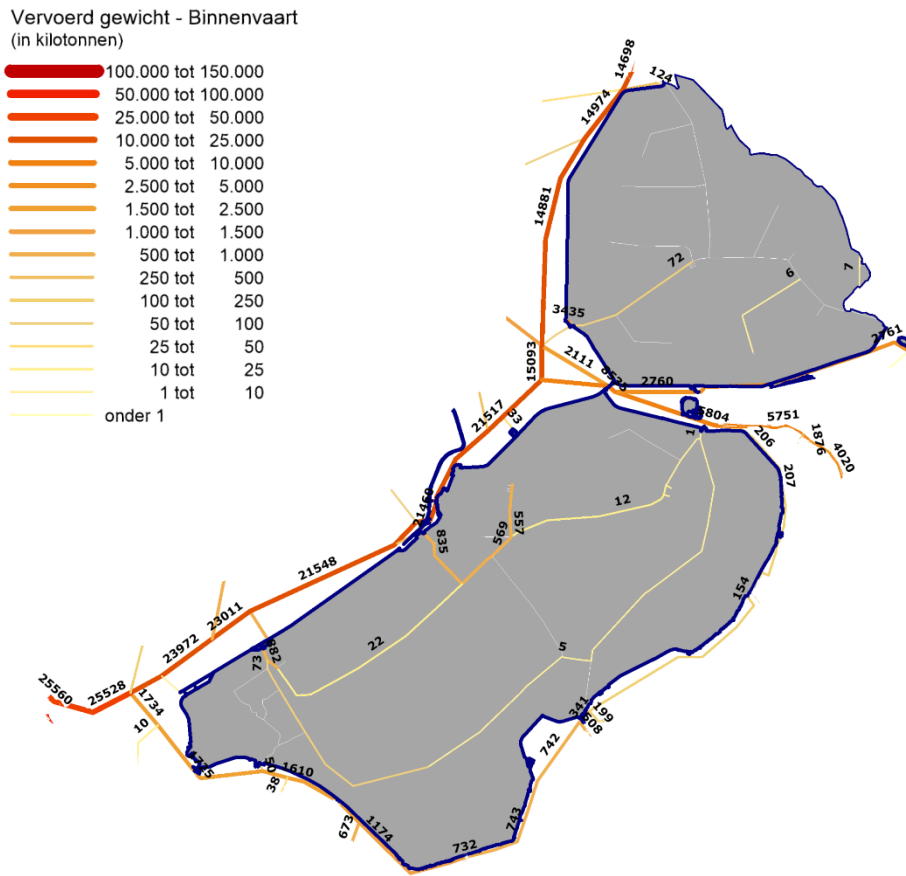 Vervoerd gewicht - Binnenvaart
(in kilotonnen)
100.000 tot 150.000
50.000 tot 100.000
25.000 tot 50.000
10.000 tot 25.000
5.000 tot 10.000
2.500 tot 5.000
1.500 tot 2.500
1.000 tot 1.500
500 tot 1.000
250 tot 500
100 tot 250
50 tot 100
25 tot 50
10 tot 25
1 tot 10
onder 1
14698
124
14974
14881
72
6
7
3435
15093
2111
8535
2760
2761
21517
33
5804
5751
1
206
1876
4020
207
12
21460
835
569
557
21548
154
23011
22
882
73
5
23972
25560
25528
1734
10
341
199
742
50
1610
38
673
1174
743
732